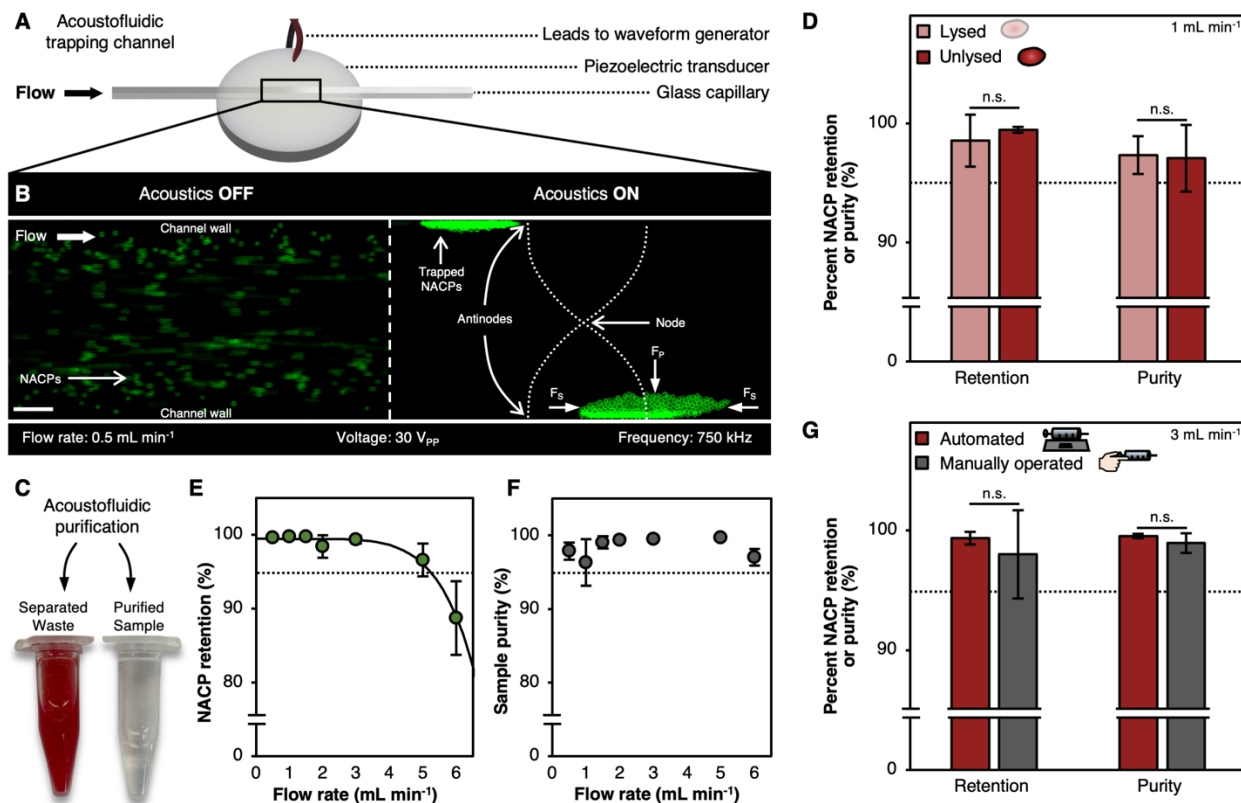 A
Acoustofluidic
trapping channel
Leads to waveform generator
Piezoelectric transducer
Flow
Glass capillary
B
Acoustics OFF
Acoustics ON
Flow
Channel wall
Trapped
NACPs
Antinodes
Node
NACPs
Channel wall
Fₚ
Fₛ
Fₛ
Flow rate: 0.5 mL min⁻¹
Voltage: 30 Vₚₚ
Frequency: 750 kHz
C
Acoustofluidic
purification
Separated
Waste
Purified
Sample
D
Lysed
Unlysed
1 mL min⁻¹
n.s.
n.s.
Percent NACP retention
or purity (%)
100
90
0
Retention
Purity
E
NACP retention (%)
100
90
80
0
0 1 2 3 4 5 6
Flow rate (mL min⁻¹)
F
Sample purity (%)
100
90
80
0
0 1 2 3 4 5 6
Flow rate (mL min⁻¹)
G
Automated
Manually operated
3 mL min⁻¹
n.s.
n.s.
Percent NACP retention
or purity (%)
100
90
0
Retention
Purity